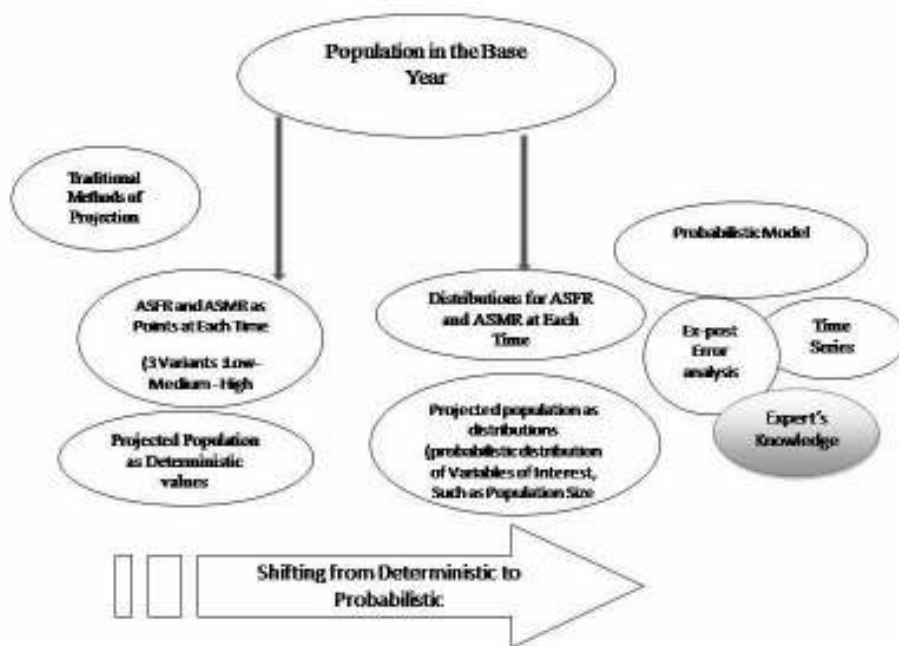 Population in the Base
Year
Traditional
Methods of
Projection
ASFR and ASMR as
Points at Each Time
(3 Variants :Low-
Medium - High
Projected Population
as Deterministic
values
Distributions for ASFR
and ASMR at Each
Time
Projected population as
distributions
(probabilistic distribution
of Variables of Interest,
Such as Population Size
Probabilistic Model
Ex-post
Error
analysis
Time
Series
Expert's
Knowledge
Shifting from Deterministic to
Probabilistic